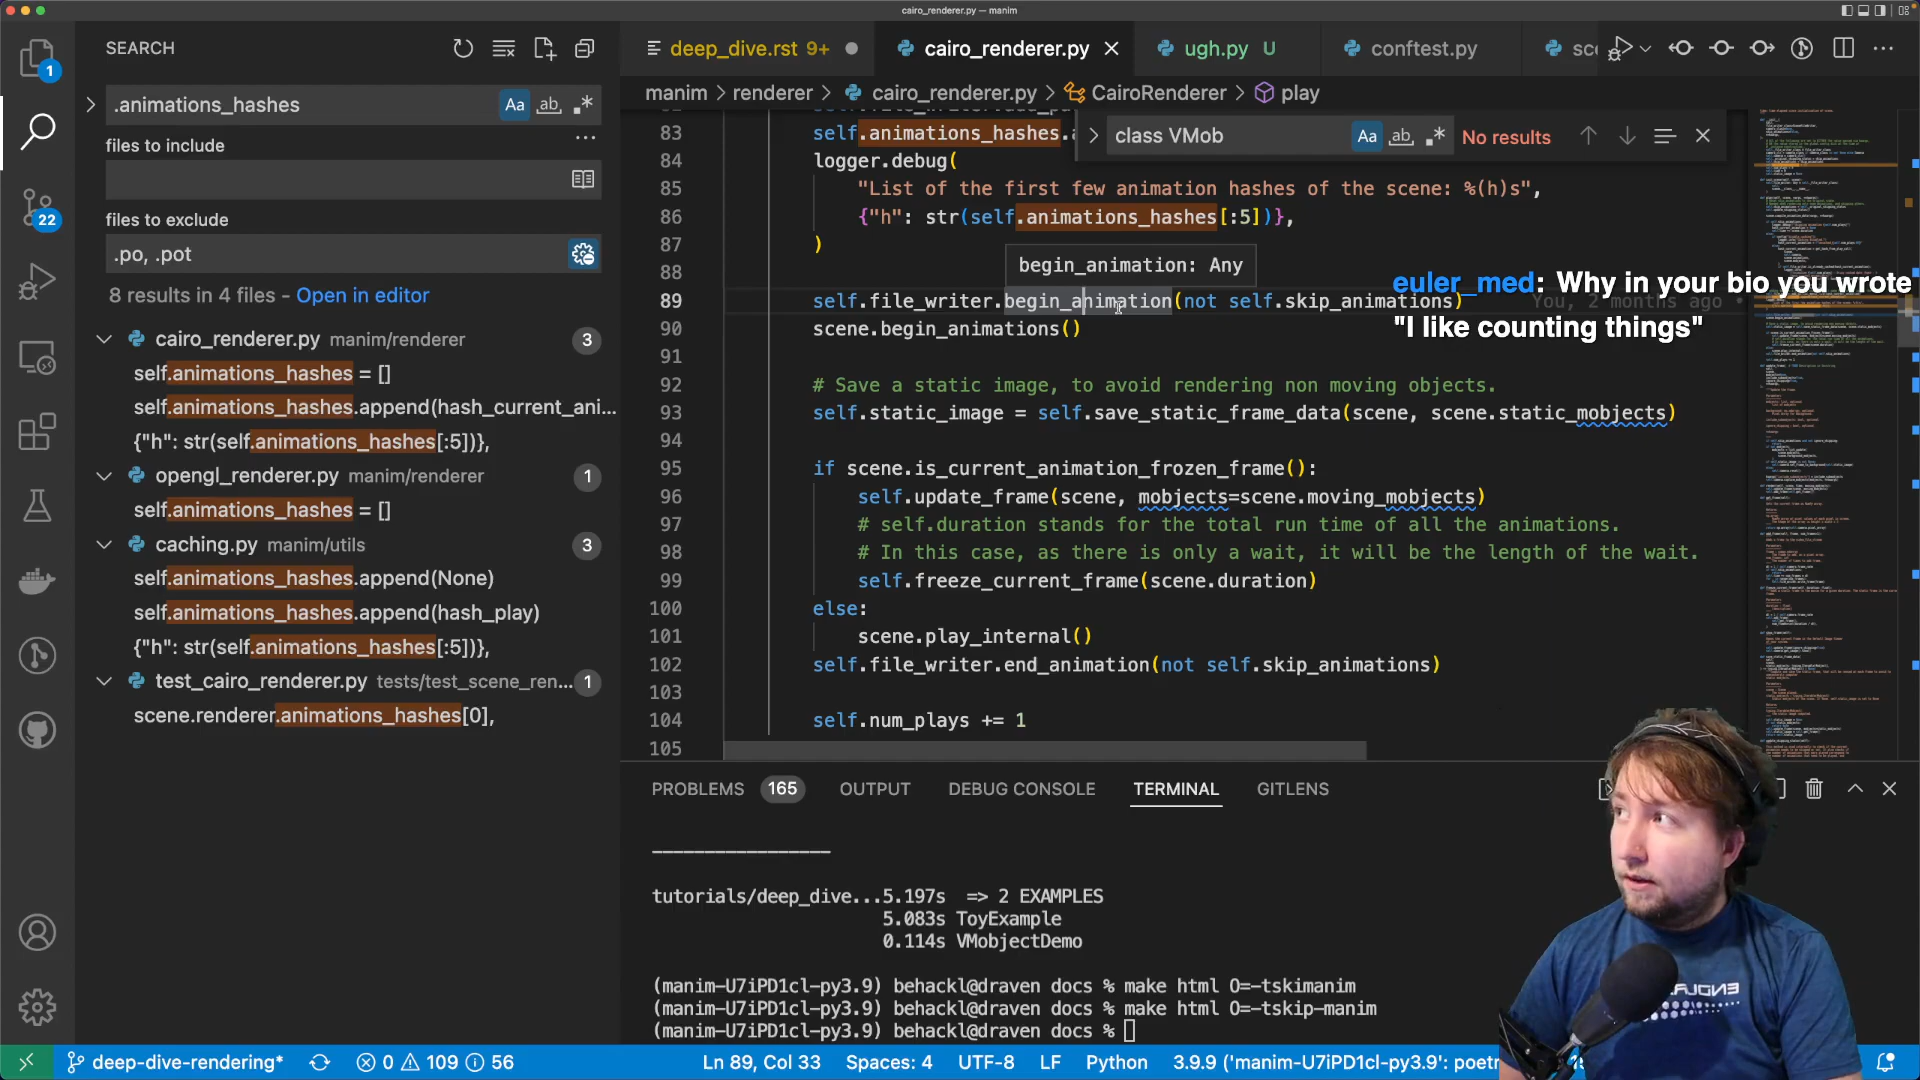 cairo_renderer.py — manim
SEARCH
deep_dive.rst 9+
cairo_renderer.py
ugh.py U
conftest.py
.animations_hashes
Aa
ab
files to include
files to exclude
.po, .pot
8 results in 4 files - Open in editor
cairo_renderer.py manim/renderer 3
self.animations_hashes = []
self.animations_hashes.append(hash_current_ani...
{"h": str(self.animations_hashes[:5])},
opengl_renderer.py manim/renderer 1
self.animations_hashes = []
caching.py manim/utils 3
self.animations_hashes.append(None)
self.animations_hashes.append(hash_play)
{"h": str(self.animations_hashes[:5])},
test_cairo_renderer.py tests/test_scene_ren... 1
scene.renderer.animations_hashes[0],
1
22
manim > renderer > cairo_renderer.py > CairoRenderer > play
class VMob
Aa
ab
No results
83 self.animations_hashes.
84 logger.debug(
85 "List of the first few animation hashes of the scene: %(h)s",
86 {"h": str(self.animations_hashes[:5])},
87 )
88
begin_animation: Any
89 self.file_writer.begin_animation(not self.skip_animations)
You, 2 months ago •
90 scene.begin_animations()
91
92 # Save a static image, to avoid rendering non moving objects.
93 self.static_image = self.save_static_frame_data(scene, scene.static_mobjects)
94
95 if scene.is_current_animation_frozen_frame():
96 self.update_frame(scene, mobjects=scene.moving_mobjects)
97 # self.duration stands for the total run time of all the animations.
98 # In this case, as there is only a wait, it will be the length of the wait.
99 self.freeze_current_frame(scene.duration)
100 else:
101 scene.play_internal()
102 self.file_writer.end_animation(not self.skip_animations)
103
104 self.num_plays += 1
105
euler_med: Why in your bio you wrote
"I like counting things"
PROBLEMS 165 OUTPUT DEBUG CONSOLE TERMINAL GITLENS
tutorials/deep_dive...5.197s => 2 EXAMPLES
5.083s ToyExample
0.114s VMobjectDemo
(manim-U7iPD1cl-py3.9) behackl@draven docs % make html O=-tskimanim
(manim-U7iPD1cl-py3.9) behackl@draven docs % make html O=-tskip-manim
(manim-U7iPD1cl-py3.9) behackl@draven docs %
deep-dive-rendering* 0 109 56
Ln 89, Col 33 Spaces: 4 UTF-8 LF Python 3.9.9 ('manim-U7iPD1cl-py3.9': poetr